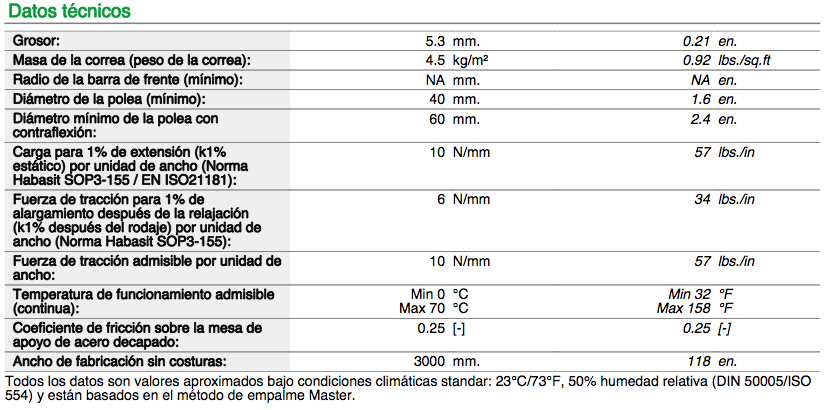 Datos técnicos
Grosor: 5.3 mm. 0.21 en.
Masa de la correa (peso de la correa): 4.5 kg/m² 0.92 lbs./sq.ft
Radio de la barra de frente (mínimo): NA mm. NA en.
Diámetro de la polea (mínimo): 40 mm. 1.6 en.
Diámetro mínimo de la polea con 60 mm. 2.4 en.
contraflexión:
Carga para 1% de extensión (k1% 10 N/mm 57 lbs./in
estático) por unidad de ancho (Norma
Habasit SOP3-155 / EN ISO21181):
Fuerza de tracción para 1% de 6 N/mm 34 lbs./in
alargamiento después de la relajación
(k1% después del rodaje) por unidad de
ancho (Norma Habasit SOP3-155):
Fuerza de tracción admisible por unidad de 10 N/mm 57 lbs./in
ancho:
Temperatura de funcionamiento admisible Min 0 °C Min 32 °F
(continua): Max 70 °C Max 158 °F
Coeficiente de fricción sobre la mesa de 0.25 [-] 0.25 [-]
apoyo de acero decapado:
Ancho de fabricación sin costuras: 3000 mm. 118 en.
Todos los datos son valores aproximados bajo condiciones climáticas standar: 23°C/73°F, 50% humedad relativa (DIN 50005/ISO
554) y están basados en el método de empalme Master.